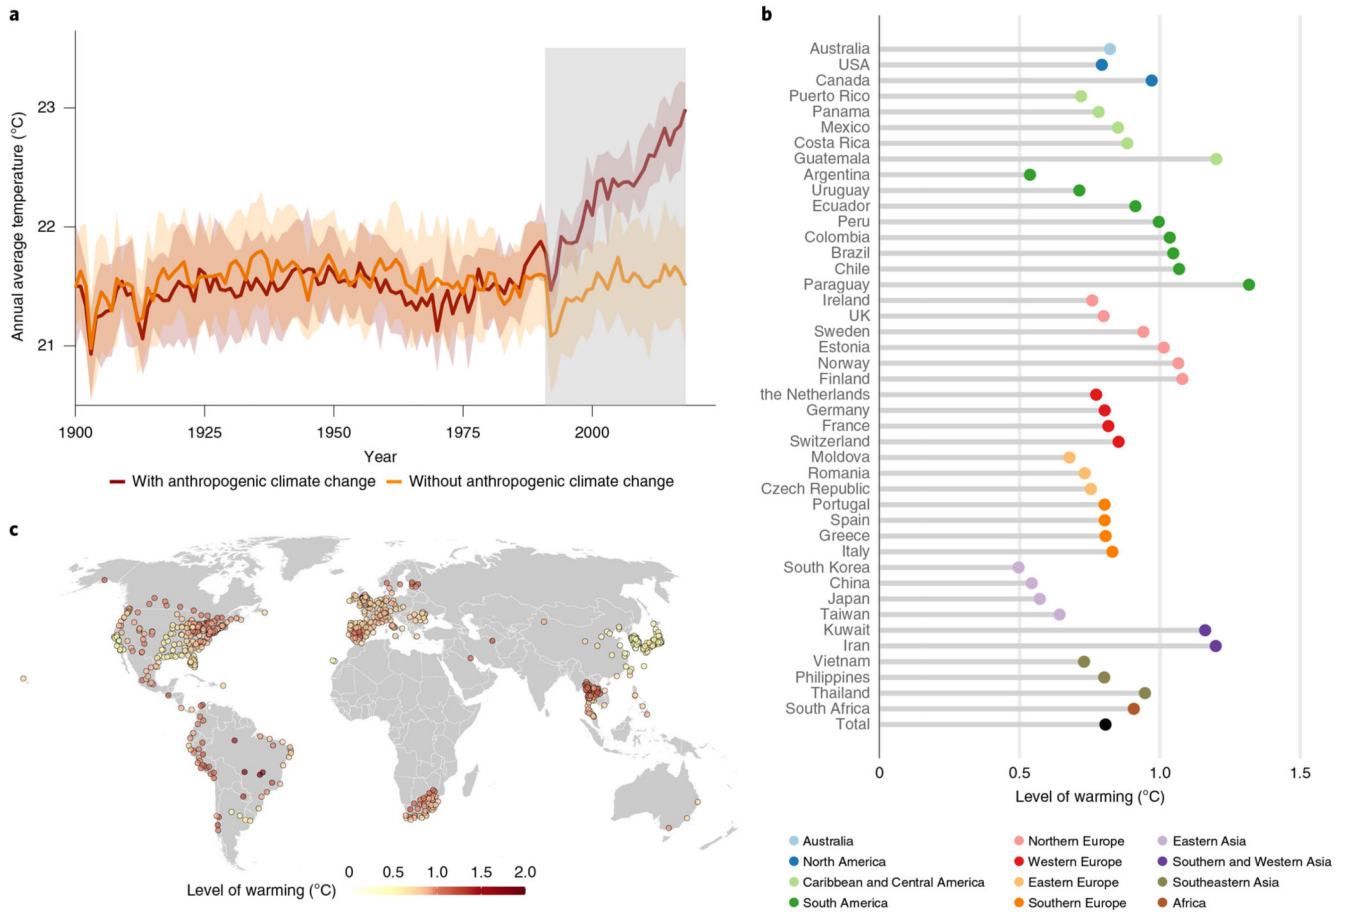 a
Annual average temperature (°C)
23
22
21
1900 1925 1950 1975 2000
Year
With anthropogenic climate change Without anthropogenic climate change
b
Australia
USA
Canada
Puerto Rico
Panama
Mexico
Costa Rica
Guatemala
Argentina
Uruguay
Ecuador
Peru
Colombia
Brazil
Chile
Paraguay
Ireland
UK
Sweden
Estonia
Norway
Finland
the Netherlands
Germany
France
Switzerland
Moldova
Romania
Czech Republic
Portugal
Spain
Greece
Italy
South Korea
China
Japan
Taiwan
Kuwait
Iran
Vietnam
Philippines
Thailand
South Africa
Total
0 0.5 1.0 1.5
Level of warming (°C)
Australia
North America
Caribbean and Central America
South America
Northern Europe
Western Europe
Eastern Europe
Southern Europe
Eastern Asia
Southern and Western Asia
Southeastern Asia
Africa
c
0 0.5 1.0 1.5 2.0
Level of warming (°C)